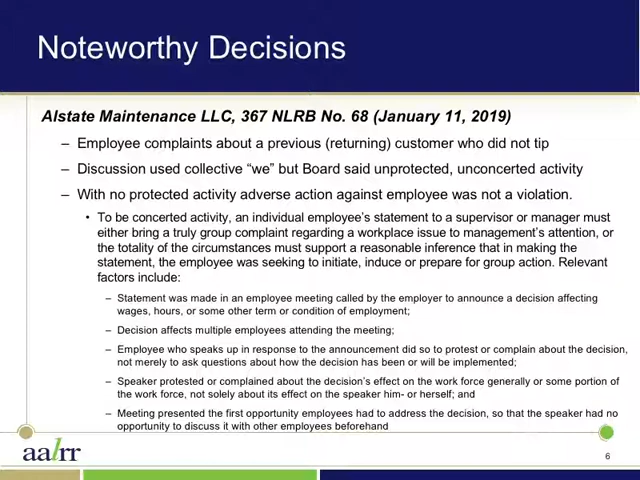 Noteworthy Decisions
Alstate Maintenance LLC, 367 NLRB No. 68 (January 11, 2019)
– Employee complaints about a previous (returning) customer who did not tip
– Discussion used collective “we” but Board said unprotected, unconcerted activity
– With no protected activity adverse action against employee was not a violation.
• To be concerted activity, an individual employee’s statement to a supervisor or manager must
either bring a truly group complaint regarding a workplace issue to management’s attention, or
the totality of the circumstances must support a reasonable inference that in making the
statement, the employee was seeking to initiate, induce or prepare for group action. Relevant
factors include:
– Statement was made in an employee meeting called by the employer to announce a decision affecting
wages, hours, or some other term or condition of employment;
– Decision affects multiple employees attending the meeting;
– Employee who speaks up in response to the announcement did so to protest or complain about the decision,
not merely to ask questions about how the decision has been or will be implemented;
– Speaker protested or complained about the decision’s effect on the work force generally or some portion of
the work force, not solely about its effect on the speaker him- or herself; and
– Meeting presented the first opportunity employees had to address the decision, so that the speaker had no
opportunity to discuss it with other employees beforehand
aalrr
6